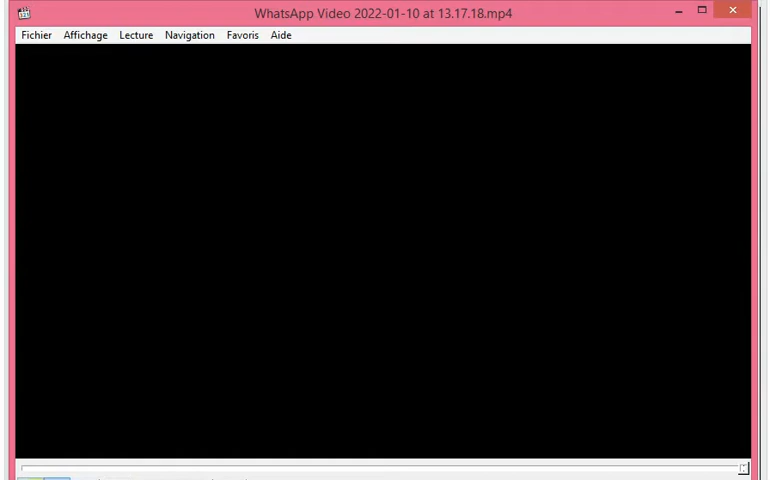 WhatsApp Video 2022-01-10 at 13.17.18.mp4
Fichier Affichage Lecture Navigation Favoris Aide